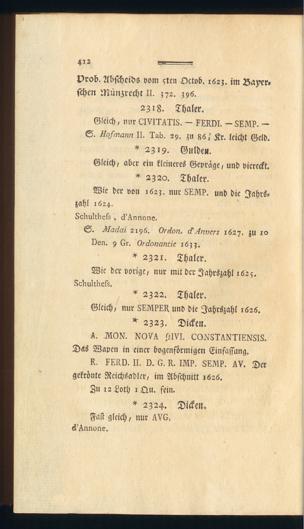 412
Prob. Abscheids vom 5ten Octob. 1623. im Bayer-
schen Münzrecht II. 372. 396.
2318. Thaler.
Gleich, nur CIVITATIS. — FERDI. — SEMP. —
S. Hofmann II. Tab. 29. zu 86½ Kr. leicht Geld.
* 2319. Gulden.
Gleich, aber ein kleineres Gepräge, und viereckt.
* 2320. Thaler.
Wie der von 1623. nur SEMP. und die Jahrs-
zahl 1624.
Schulthess, d'Annone.
S. Madai 2196. Ordon. d'Anvers 1627. zu 10
Den. 9 Gr. Ordonantie 1633.
* 2321. Thaler.
Wie der vorige, nur mit der Jahrszahl 1625.
Schulthess.
* 2322. Thaler.
Gleich, nur SEMPER und die Jahrszahl 1626.
* 2323. Dicken.
A. MON. NOVA CIVI. CONSTANTIENSIS.
Das Wapen in einer bogenförmigen Einfassung.
R. FERD. II. D. G. R. IMP. SEMP. AV. Der
gekrönte Reichsadler, im Abschnitt 1626.
Zu 12 Loth 1 Qu. fein.
* 2324. Dicken.
Fast gleich, nur AVG.
d'Annone.